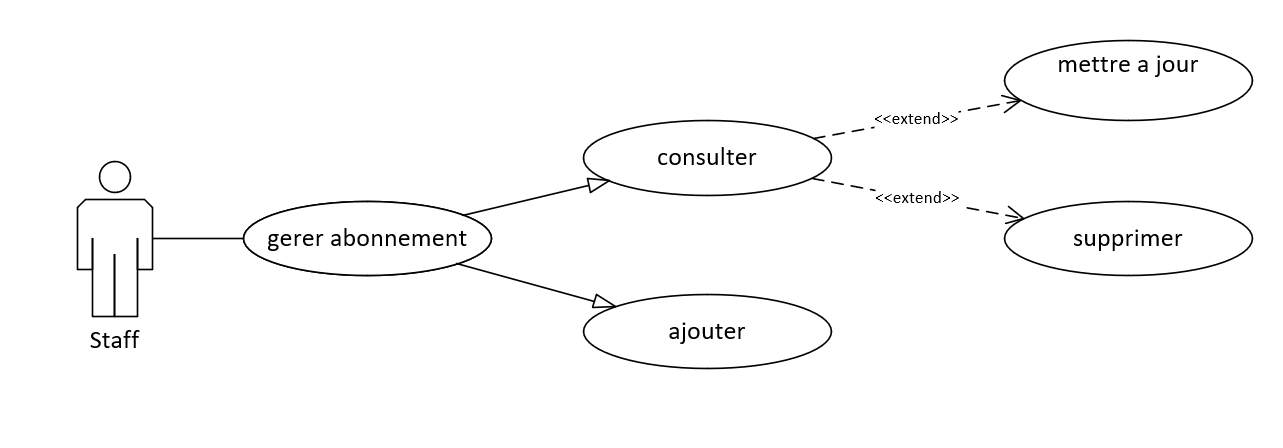 mettre a jour
<<extend>>
consulter
<<extend>>
gerer abonnement
supprimer
ajouter
Staff